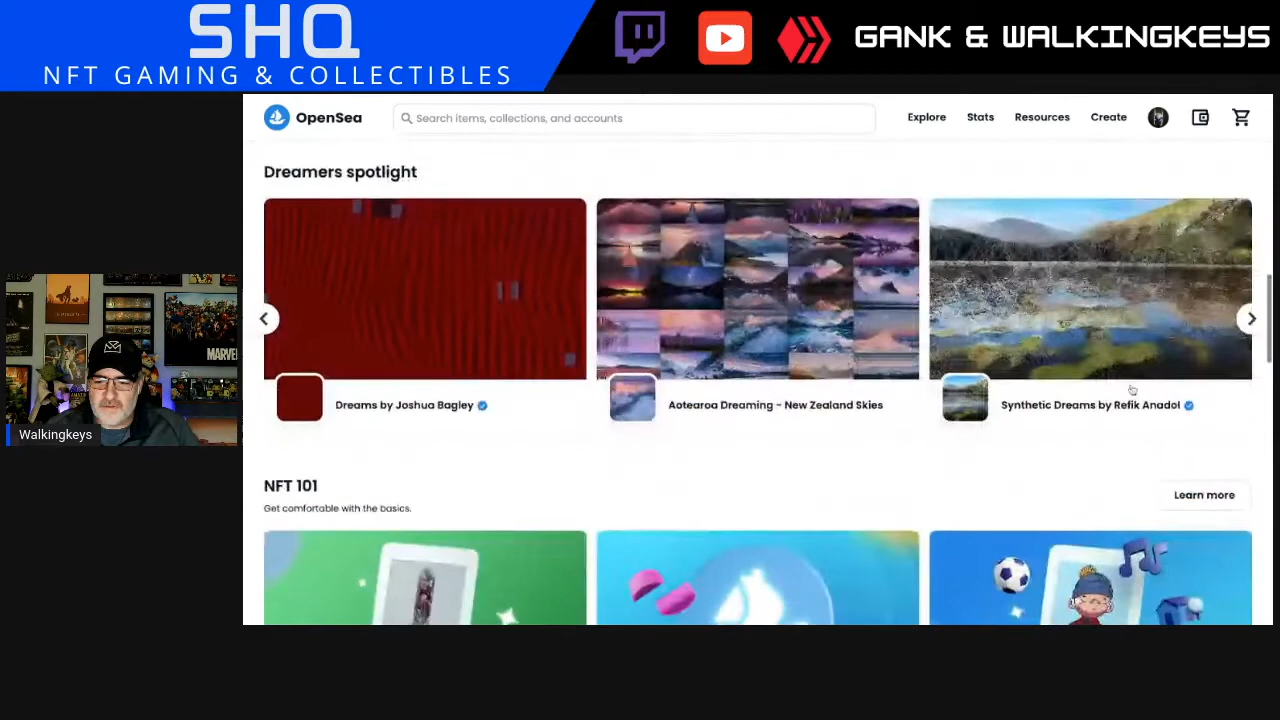 SHQ
NFT GAMING & COLLECTIBLES
GANK & WALKINGKEYS
OpenSea
Search items, collections, and accounts
Explore
Stats
Resources
Create
Dreamers spotlight
MARVEL
Walkingkeys
Dreams by Joshua Bagley
Aotearoa Dreaming - New Zealand Skies
Synthetic Dreams by Refik Anadol
NFT 101
Get comfortable with the basics.
Learn more